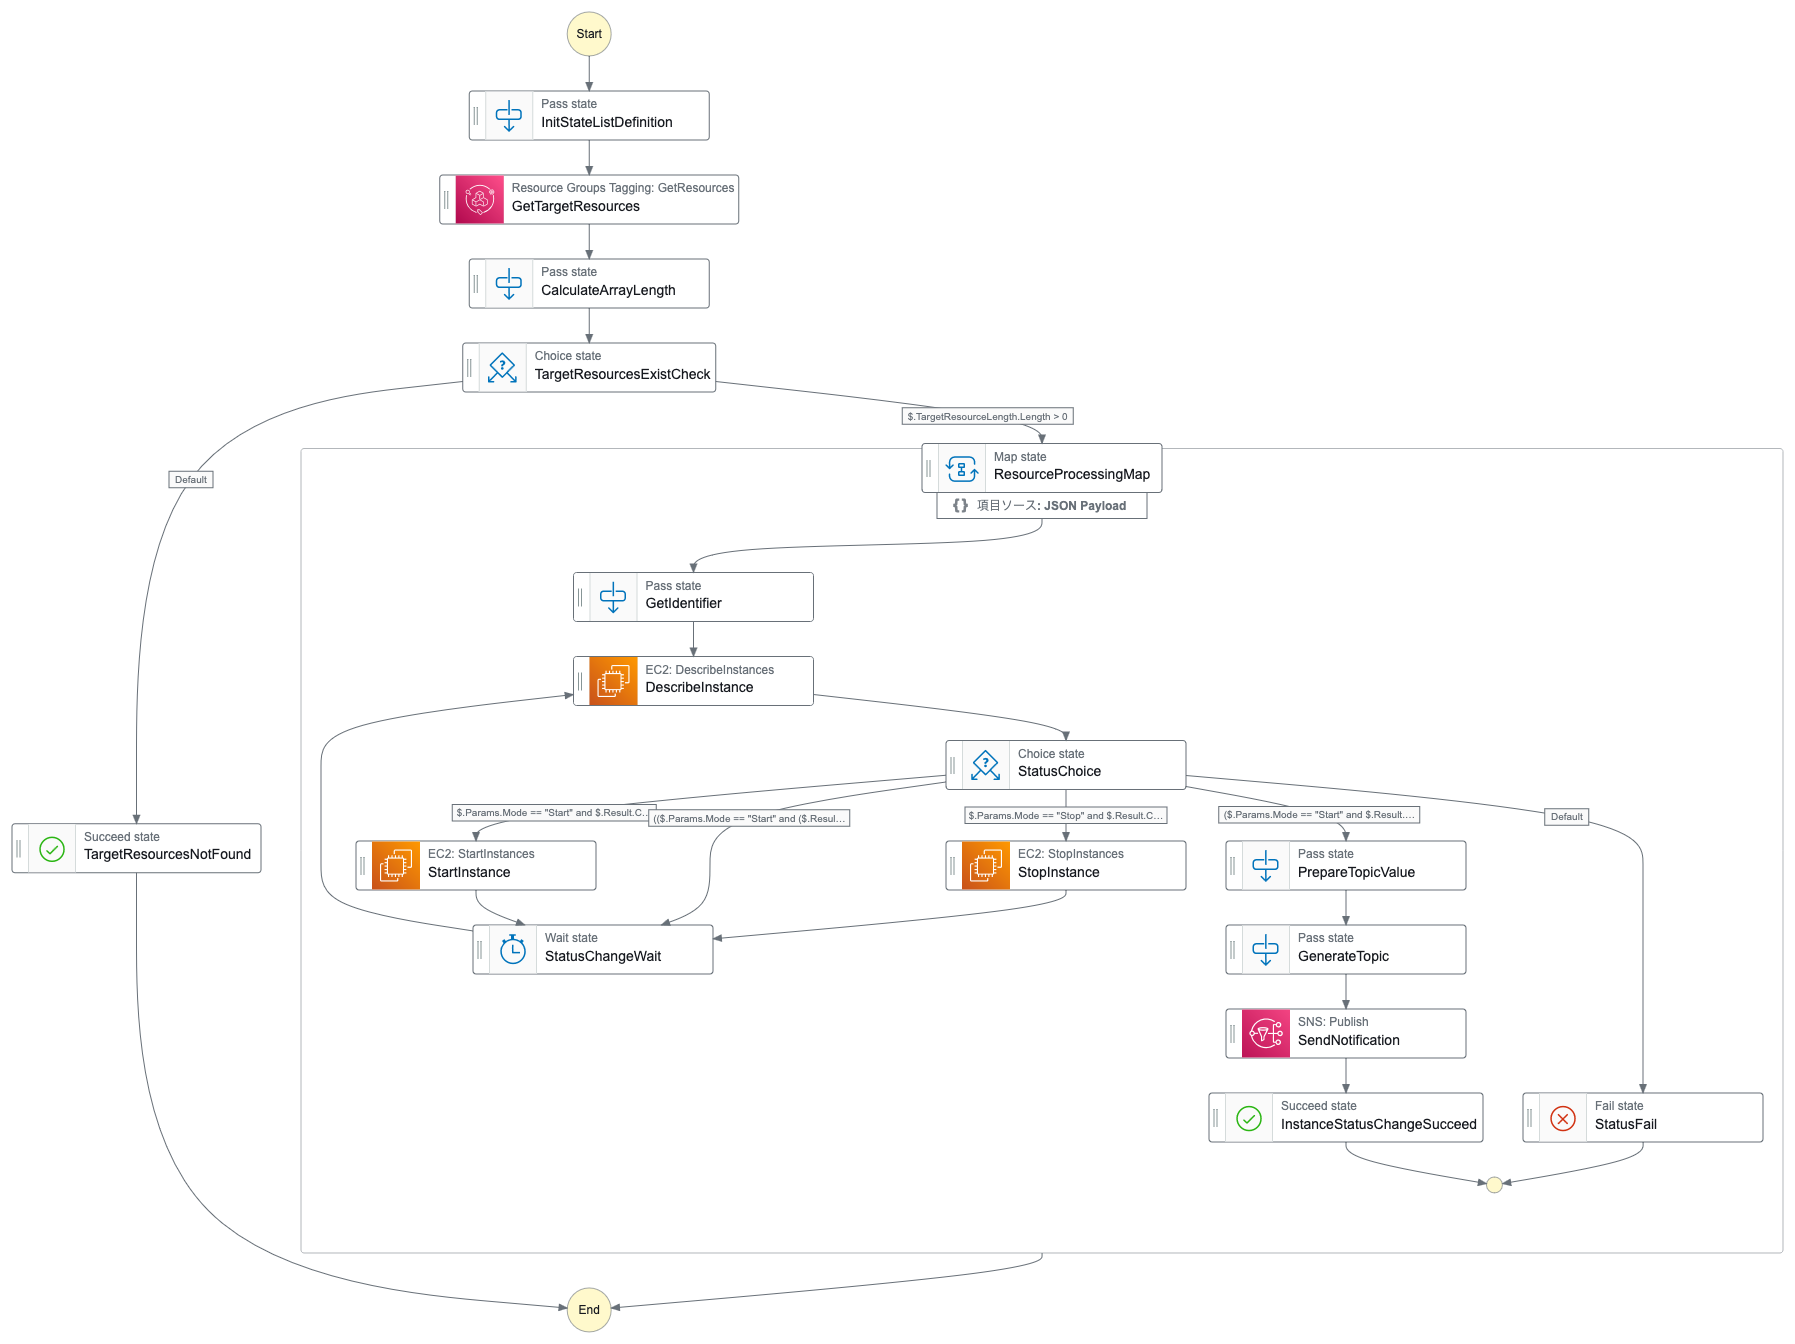 Start
Pass state
InitStateListDefinition
Resource Groups Tagging: GetResources
GetTargetResources
Pass state
CalculateArrayLength
Choice state
TargetResourcesExistCheck
$.TargetResourceLength.Length > 0
Default
Map state
ResourceProcessingMap
{} 項目ソース: JSON Payload
Pass state
GetIdentifier
EC2: DescribeInstances
DescribeInstance
Choice state
StatusChoice
$.Params.Mode == "Start" and $.Result.C...
(($.Params.Mode == "Start" and ($.Resul...
$.Params.Mode == "Stop" and $.Result.C...
($.Params.Mode == "Start" and $.Result....
Default
Succeed state
TargetResourcesNotFound
EC2: StartInstances
StartInstance
EC2: StopInstances
StopInstance
Pass state
PrepareTopicValue
Wait state
StatusChangeWait
Pass state
GenerateTopic
SNS: Publish
SendNotification
Succeed state
InstanceStatusChangeSucceed
Fail state
StatusFail
End